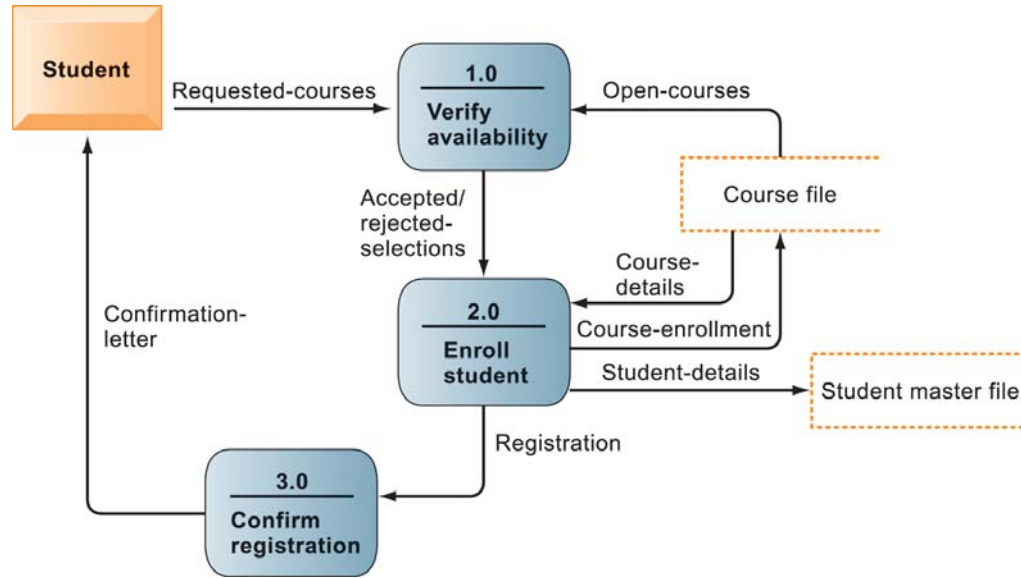 Student
Requested-courses
1.0
Verify
availability
Open-courses
Course file
Accepted/
rejected-
selections
Course-
details
2.0
Enroll
student
Course-enrollment
Student-details
Student master file
Confirmation-
letter
Registration
3.0
Confirm
registration